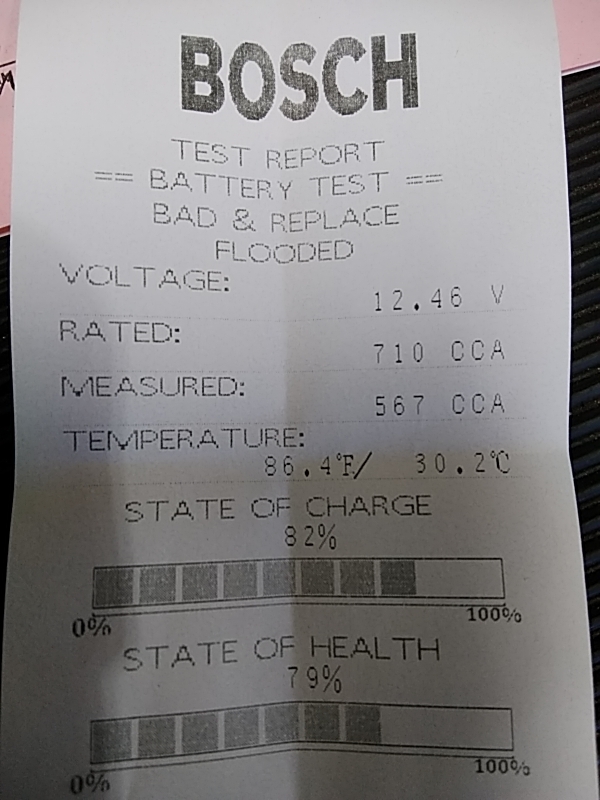 BOSCH
TEST REPORT
== BATTERY TEST ==
BAD & REPLACE
FLOODED
VOLTAGE:
12.46 V
RATED:
710 CCA
MEASURED:
567 CCA
TEMPERATURE:
86.4°F/ 30.2°C
STATE OF CHARGE
82%
0% 100%
STATE OF HEALTH
79%
0% 100%